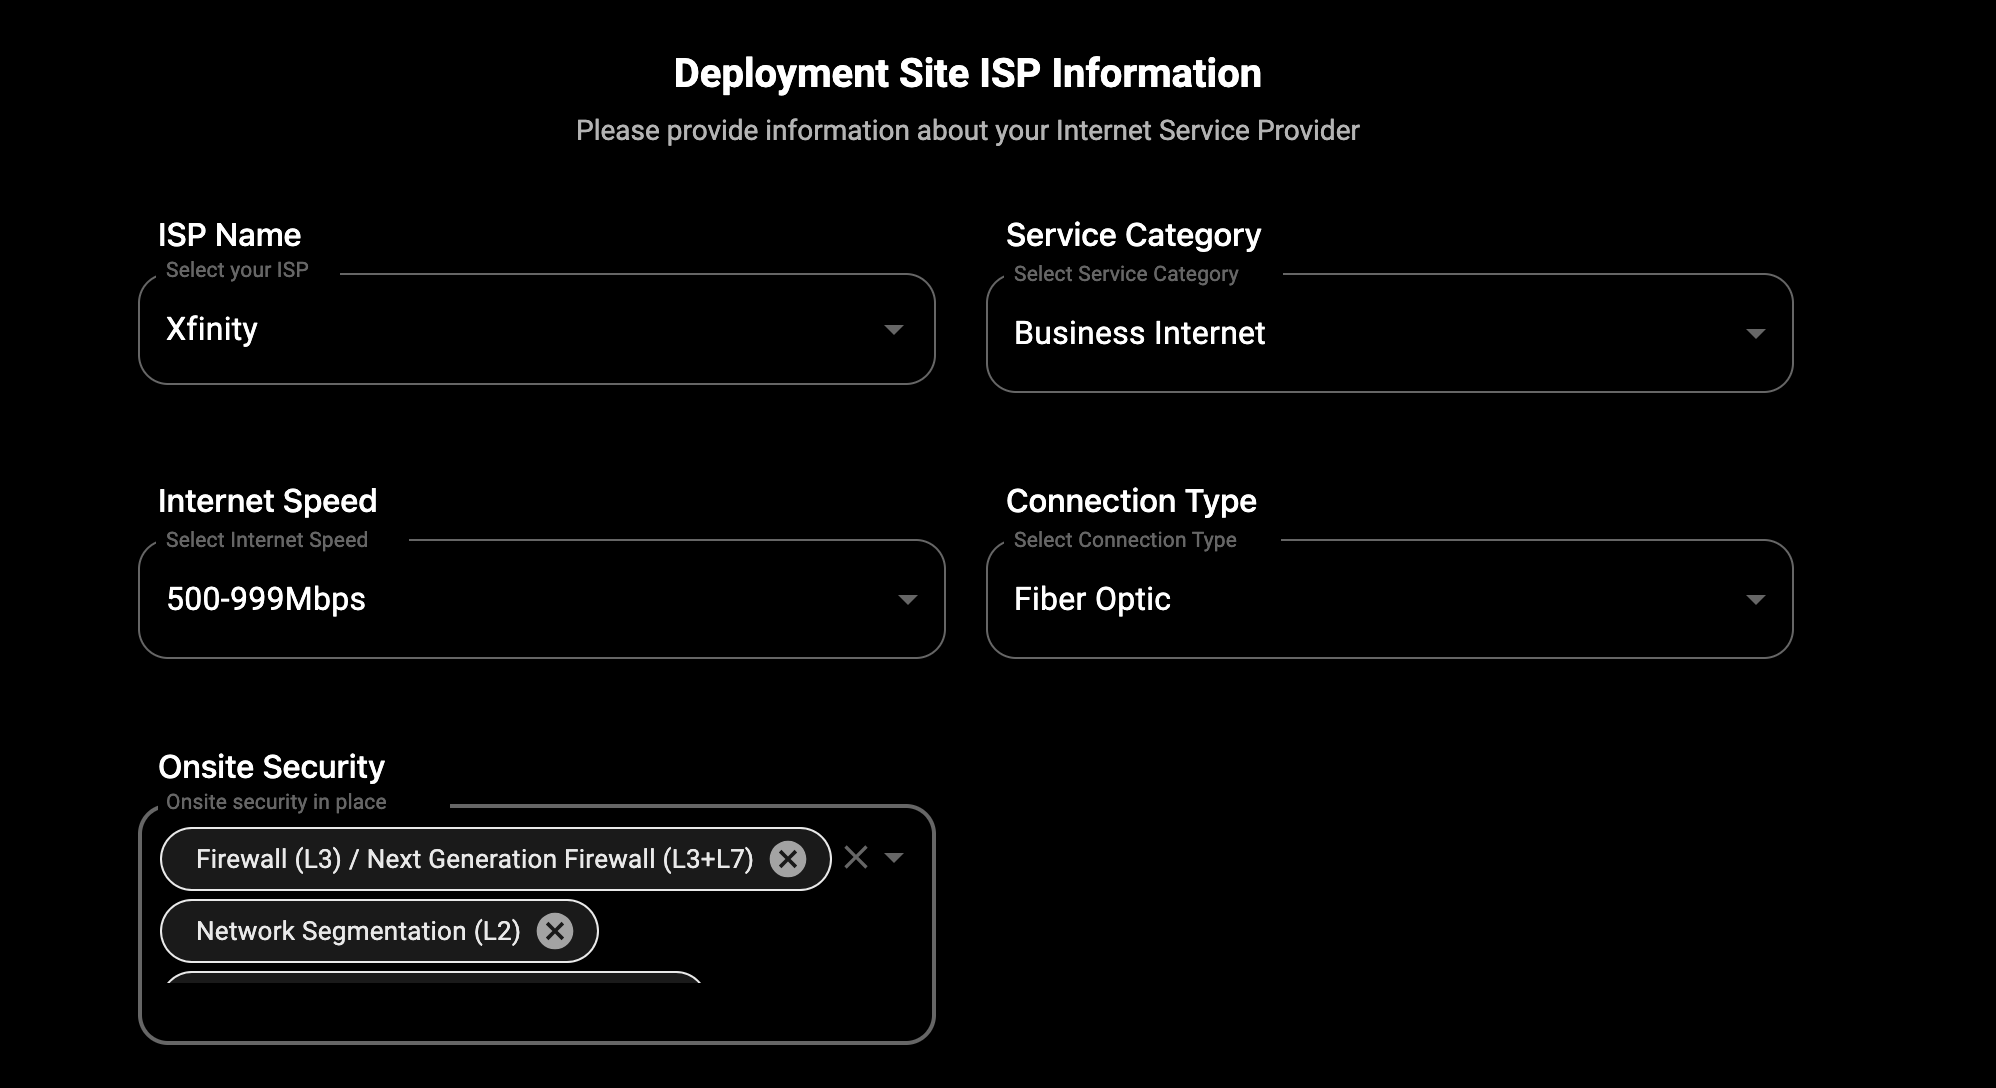 Deployment Site ISP Information
Please provide information about your Internet Service Provider
ISP Name
Select your ISP
Xfinity
Service Category
Select Service Category
Business Internet
Internet Speed
Select Internet Speed
500-999Mbps
Connection Type
Select Connection Type
Fiber Optic
Onsite Security
Onsite security in place
Firewall (L3) / Next Generation Firewall (L3+L7)
Network Segmentation (L2)